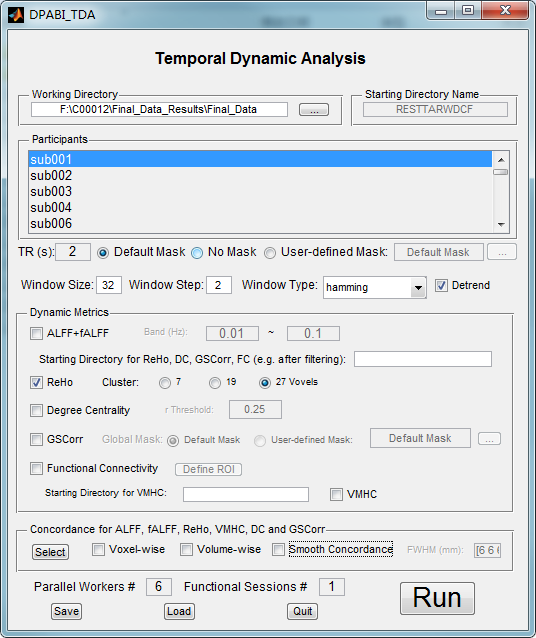 DPABI_TDA
Temporal Dynamic Analysis
Working Directory
F:\C00012\Final_Data_Results\Final_Data
...
Starting Directory Name
RESTTARWDCF
Participants
sub001
sub002
sub003
sub004
sub006
TR (s): 2 Default Mask No Mask User-defined Mask: Default Mask ...
Window Size: 32 Window Step: 2 Window Type: hamming Detrend
Dynamic Metrics
ALFF+fALFF Band (Hz): 0.01 ~ 0.1
Starting Directory for ReHo, DC, GSCorr, FC (e.g. after filtering):
ReHo Cluster: 7 19 27 Voxels
Degree Centrality r Threshold: 0.25
GSCorr Global Mask: Default Mask User-defined Mask: Default Mask ...
Functional Connectivity Define ROI
Starting Directory for VMHC: VMHC
Concordance for ALFF, fALFF, ReHo, VMHC, DC and GSCorr
Select Voxel-wise Volume-wise Smooth Concordance FWHM (mm): [6 6 6
Parallel Workers # 6 Functional Sessions # 1
Run
Save Load Quit